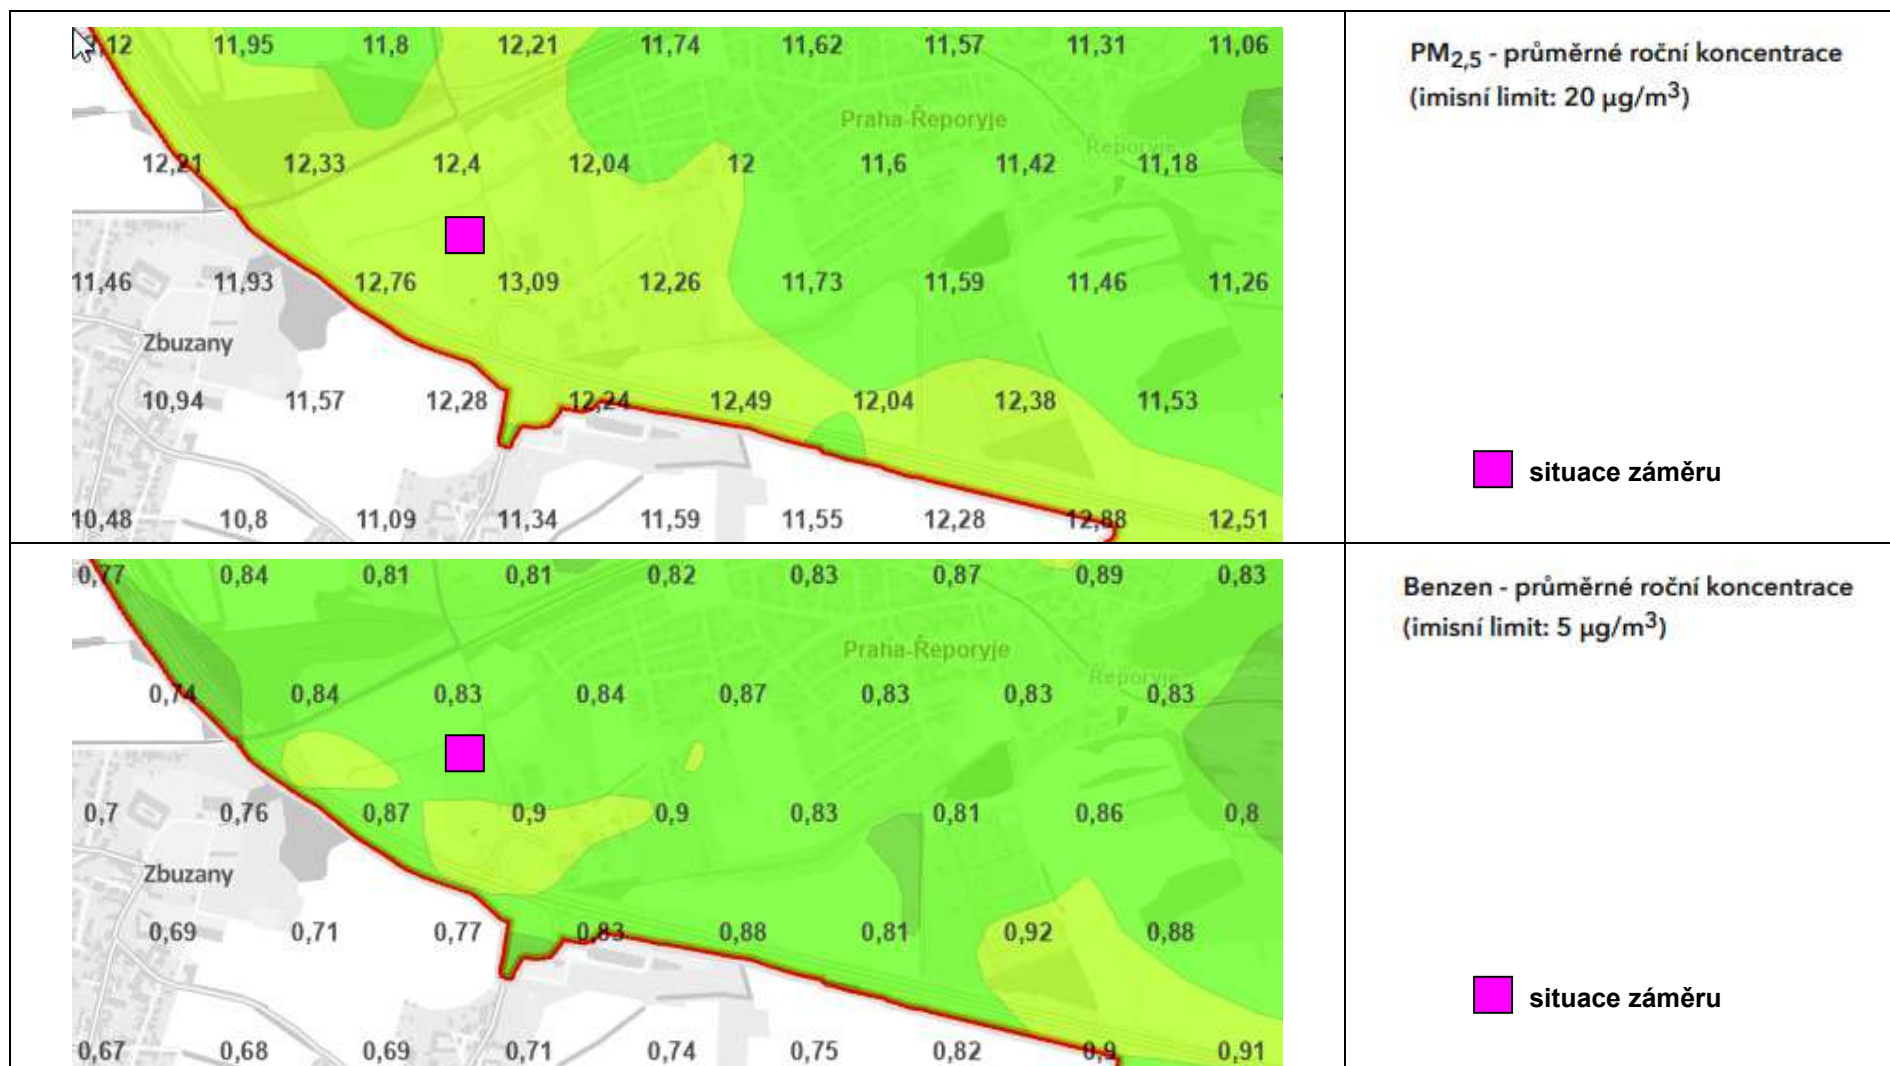 12 11,95 11,8 12,21 11,74 11,62 11,57 11,31 11,06
Praha-Řeporyje
Řeporyje
12,21 12,33 12,4 12,04 12 11,6 11,42 11,18
11,46 11,93 12,76 13,09 12,26 11,73 11,59 11,46 11,26
Zbuzany
10,94 11,57 12,28 12,24 12,49 12,04 12,38 11,53
10,48 10,8 11,09 11,34 11,59 11,55 12,28 12,88 12,51
PM2,5 - průměrné roční koncentrace
(imisní limit: 20 µg/m³)
situace záměru
0,77 0,84 0,81 0,81 0,82 0,83 0,87 0,89 0,83
Praha-Řeporyje
Řeporyje
0,74 0,84 0,83 0,84 0,87 0,83 0,83 0,83
0,7 0,76 0,87 0,9 0,9 0,83 0,81 0,86 0,8
Zbuzany
0,69 0,71 0,77 0,83 0,88 0,81 0,92 0,88
0,67 0,68 0,69 0,71 0,74 0,75 0,82 0,9 0,91
Benzen - průměrné roční koncentrace
(imisní limit: 5 µg/m³)
situace záměru